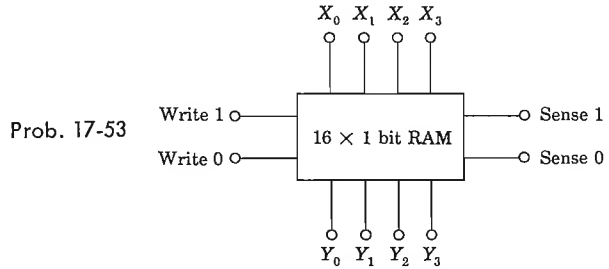 X₀ X₁ X₂ X₃
Prob. 17-53
Write 1
Sense 1
16 × 1 bit RAM
Write 0
Sense 0
Y₀ Y₁ Y₂ Y₃